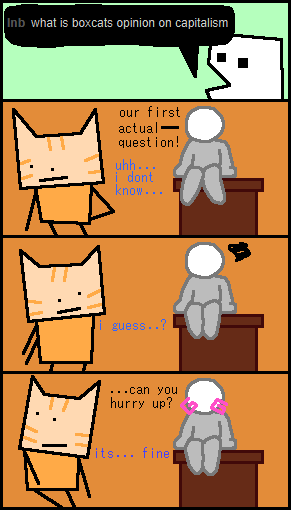 lnb what is boxcats opinion on capitalism
our first
actual—
question!
uhh...
i dont
know...
i guess..?
...can you
hurry up?
its... fine